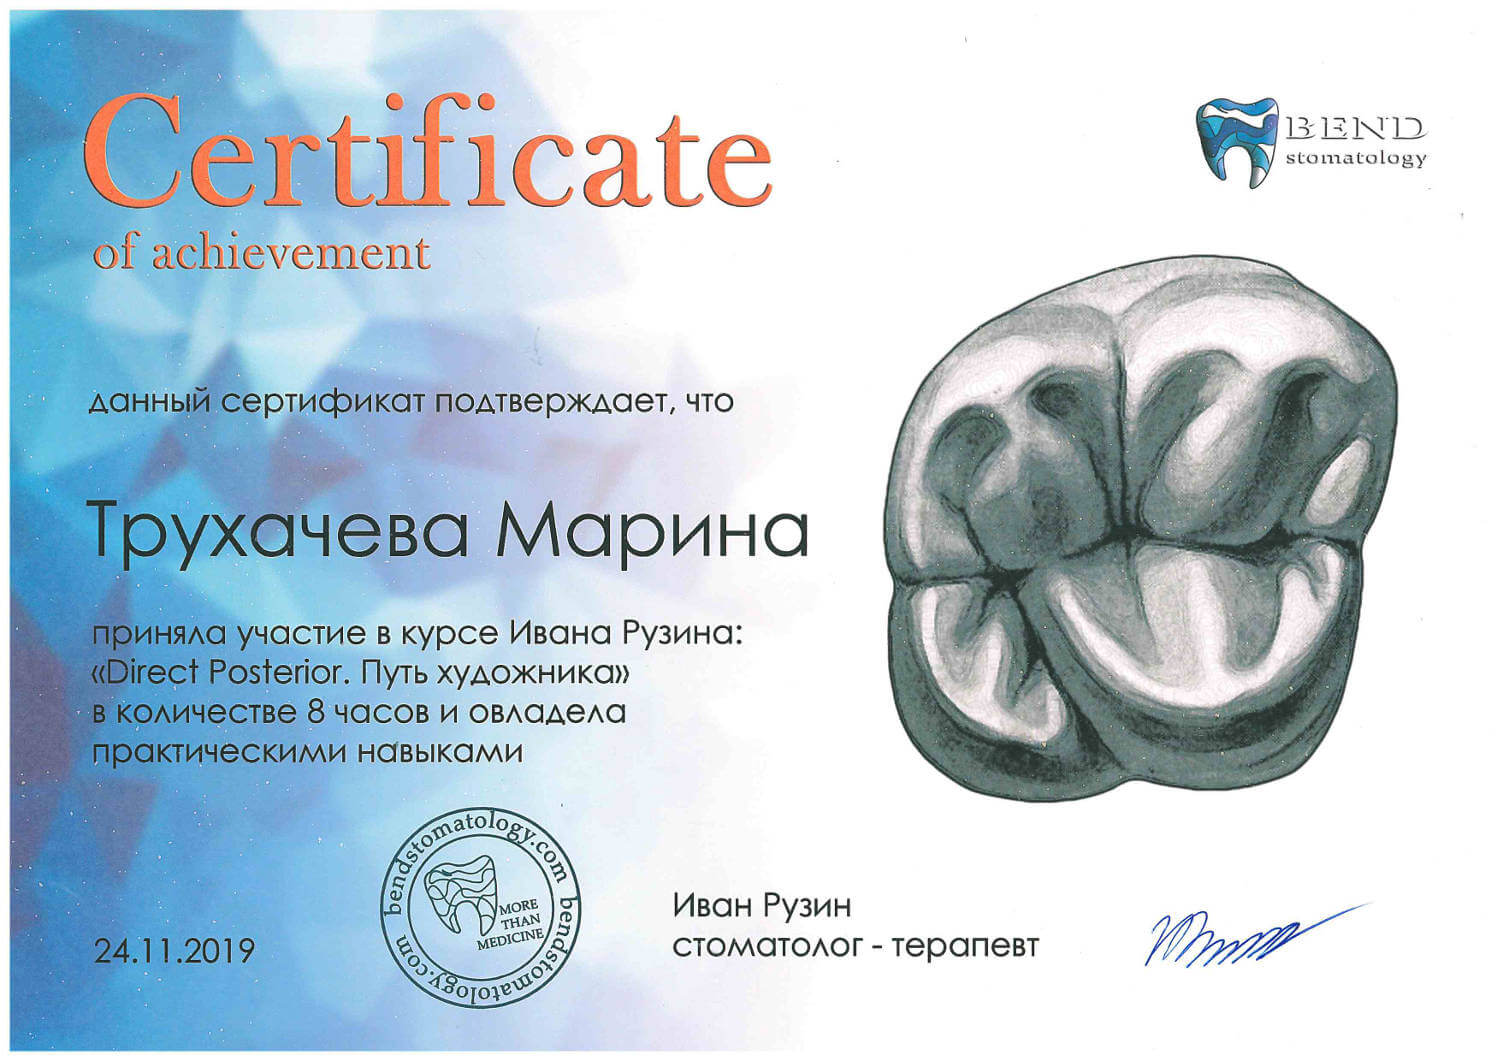 Certificate
of achievement
BEND
stomatology
данный сертификат подтверждает, что
Трухачева Марина
приняла участие в курсе Ивана Рузина:
«Direct Posterior. Путь художника»
в количестве 8 часов и овладела
практическими навыками
bendstomatology.com bendstomatology.com
MORE
THAN
MEDICINE
24.11.2019
Иван Рузин
стоматолог - терапевт